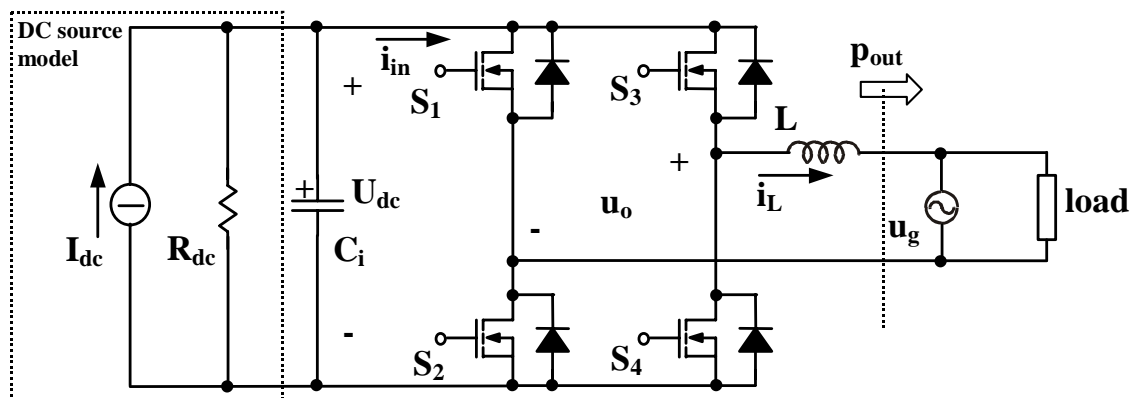 DC source
model
i_in
S_1
S_3
p_out
L
+
+
+
U_dc
C_i
I_dc
R_dc
u_o
i_L
u_g
load
-
-
S_2
S_4